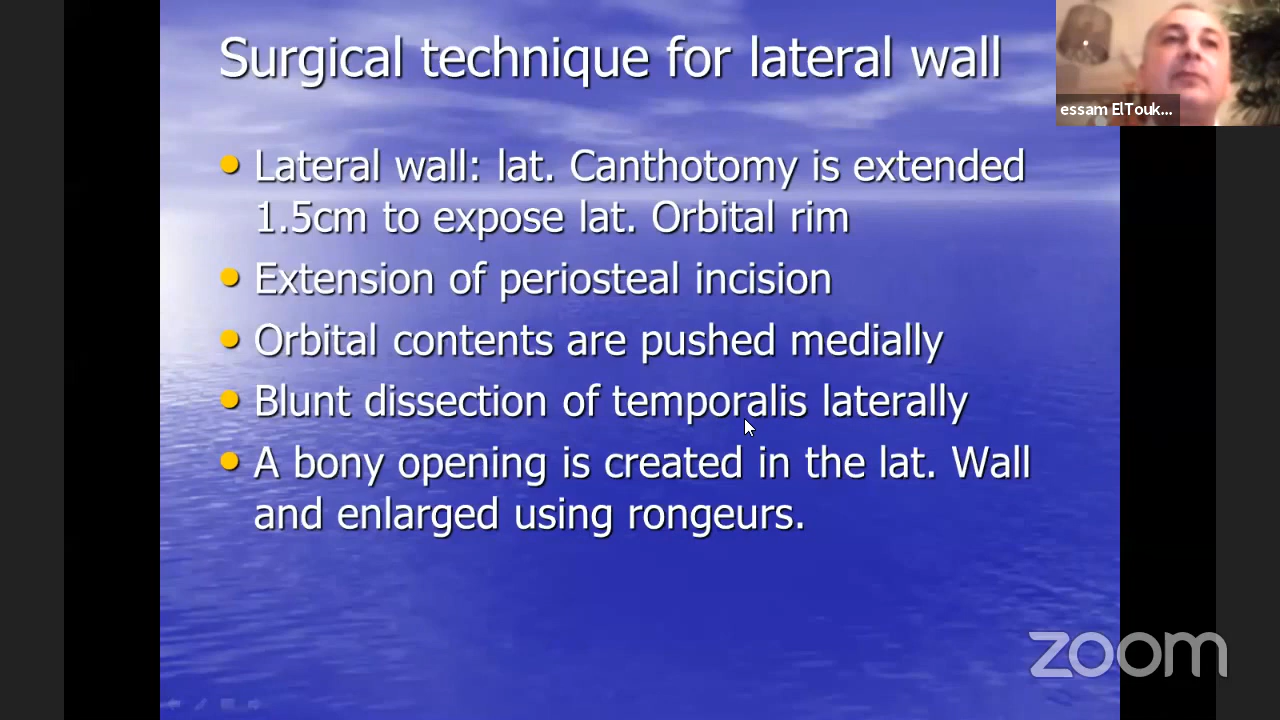 Surgical technique for lateral wall
essam ElTouk...
Lateral wall: lat. Canthotomy is extended
1.5cm to expose lat. Orbital rim
Extension of periosteal incision
Orbital contents are pushed medially
Blunt dissection of temporalis laterally
A bony opening is created in the lat. Wall
and enlarged using rongeurs.
zoom